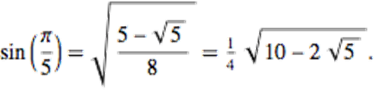 sin(π/5) = √((5 − √5)/8) = ¼ √(10 − 2 √5).